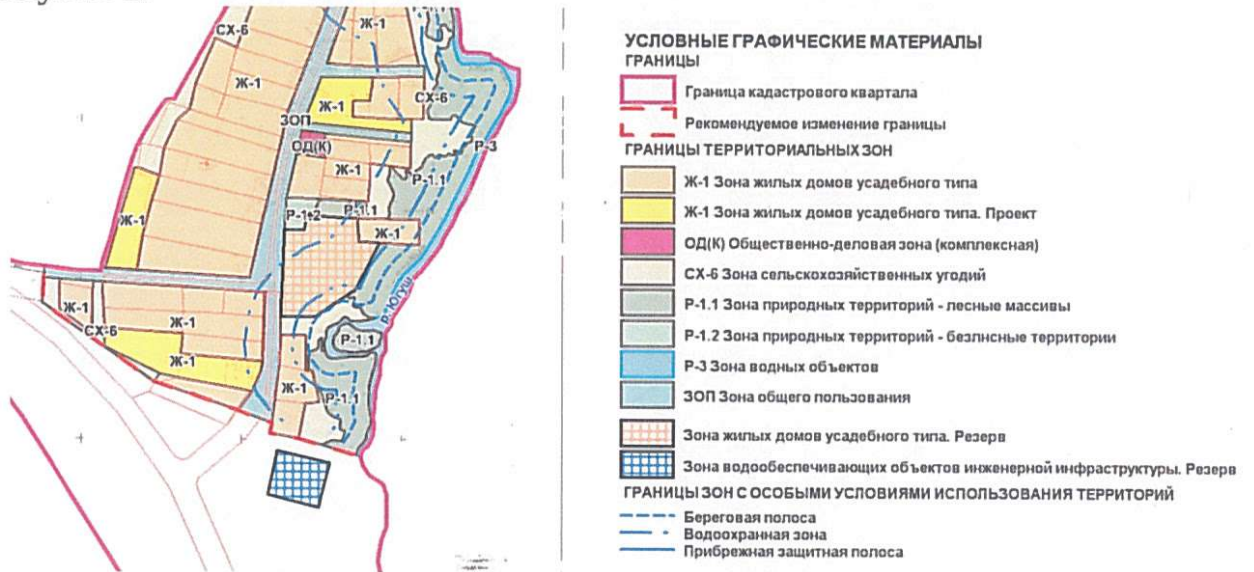 СХ-6
Ж-1
Ж-1
Ж-1
СХ-6
ЗОП
Р-3
ОД(К)
Ж-1
Р-1.1
Ж-1
Р-1.2
Р-1.1
Ж-1
р. Югуш
Ж-1
СХ-6
Ж-1
Р-1.1
Ж-1
Ж-1
Р-1.1
УСЛОВНЫЕ ГРАФИЧЕСКИЕ МАТЕРИАЛЫ
ГРАНИЦЫ
Граница кадастрового квартала
Рекомендуемое изменение границы
ГРАНИЦЫ ТЕРРИТОРИАЛЬНЫХ ЗОН
Ж-1 Зона жилых домов усадебного типа
Ж-1 Зона жилых домов усадебного типа. Проект
ОД(К) Общественно-деловая зона (комплексная)
СХ-6 Зона сельскохозяйственных угодий
Р-1.1 Зона природных территорий - лесные массивы
Р-1.2 Зона природных территорий - безлнсные территории
Р-3 Зона водных объектов
ЗОП Зона общего пользования
Зона жилых домов усадебного типа. Резерв
Зона водообеспечивающих объектов инженерной инфраструктуры. Резерв
ГРАНИЦЫ ЗОН С ОСОБЫМИ УСЛОВИЯМИ ИСПОЛЬЗОВАНИЯ ТЕРРИТОРИЙ
Береговая полоса
Водоохранная зона
Прибрежная защитная полоса